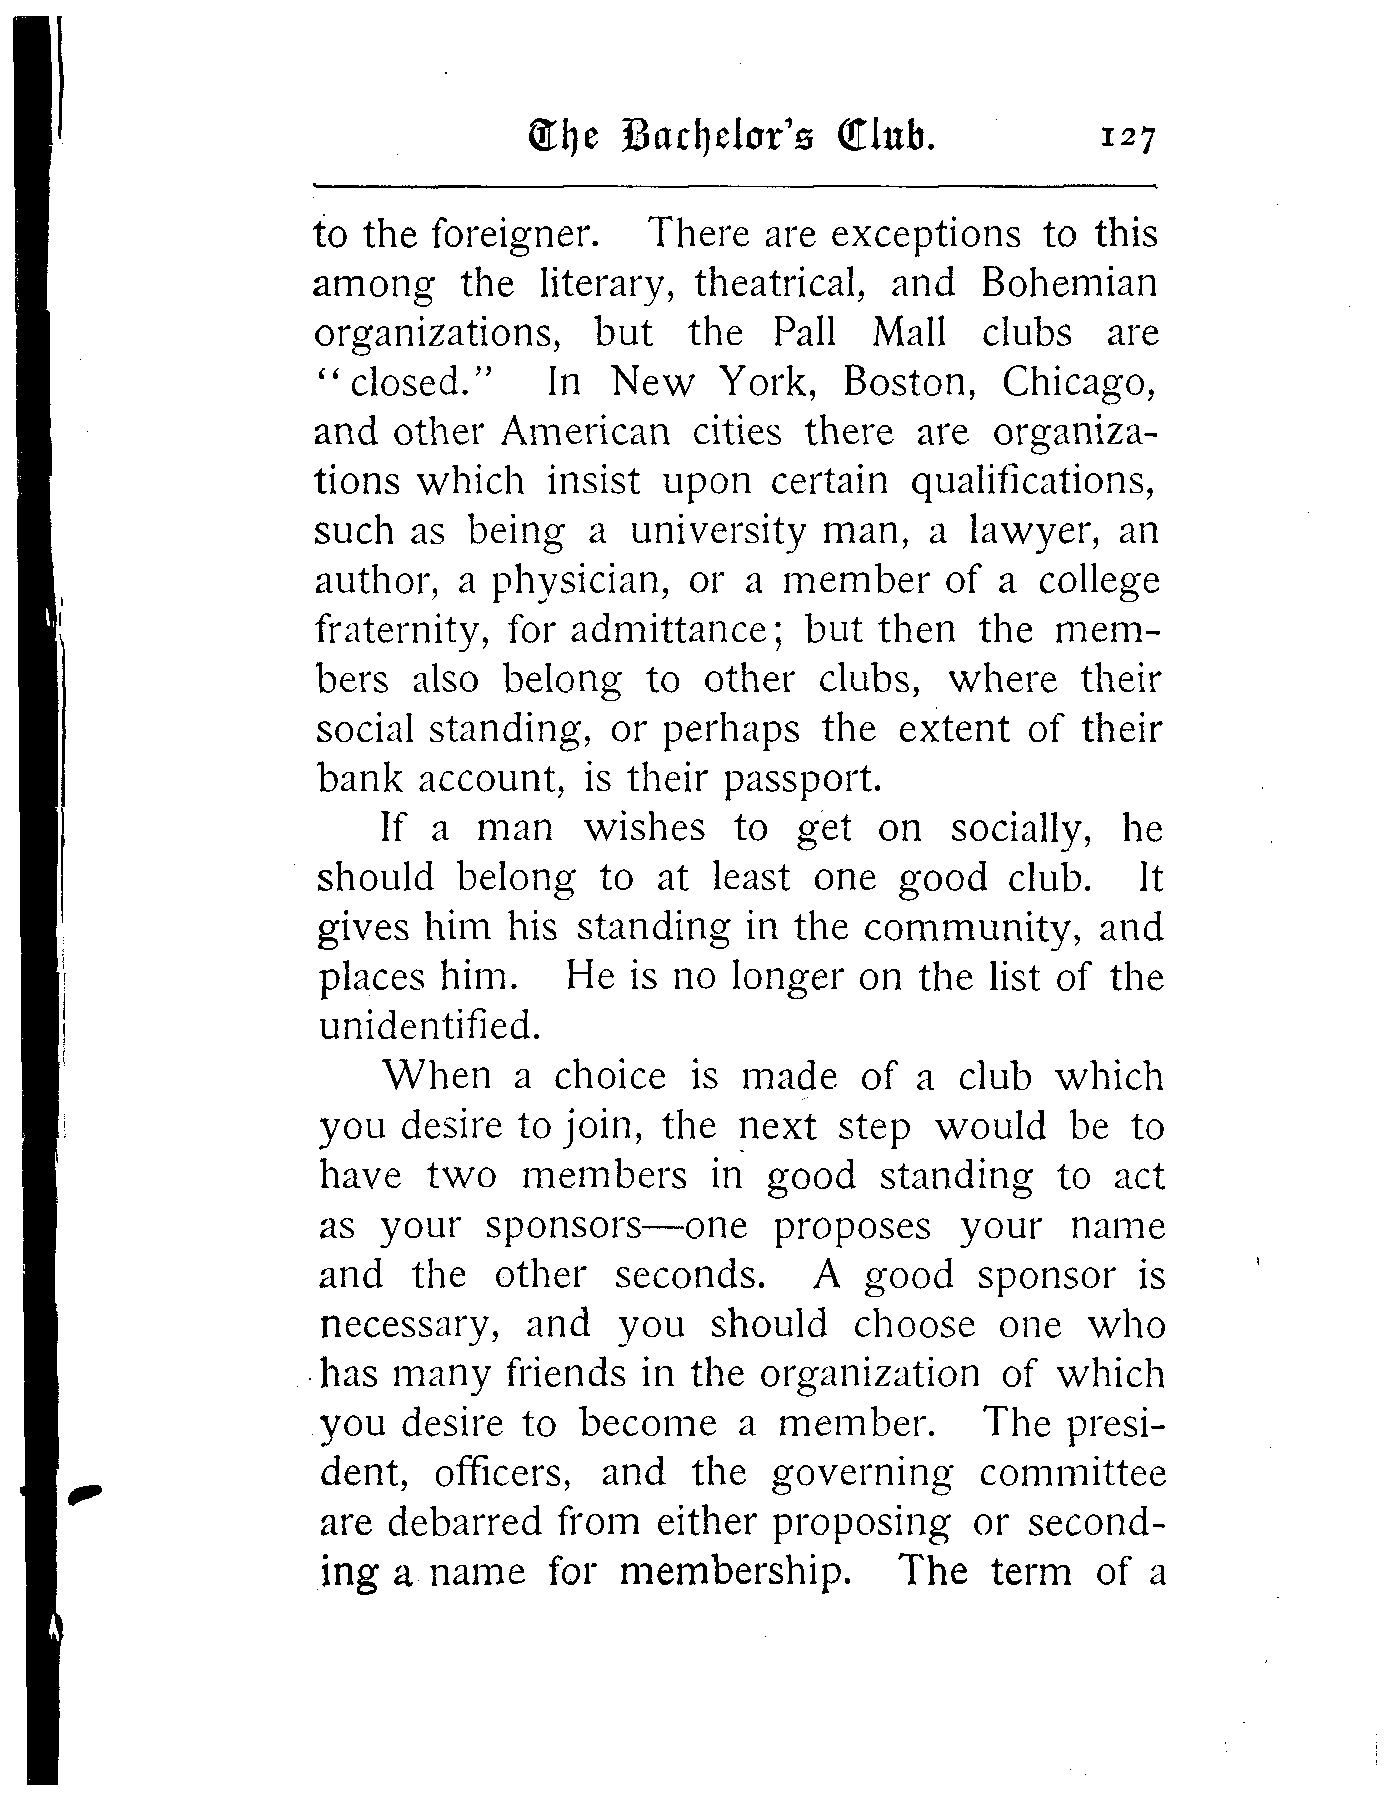 The Bachelor's Club. 127
to the foreigner. There are exceptions to this
among the literary, theatrical, and Bohemian
organizations, but the Pall Mall clubs are
“closed.” In New York, Boston, Chicago,
and other American cities there are organiza-
tions which insist upon certain qualifications,
such as being a university man, a lawyer, an
author, a physician, or a member of a college
fraternity, for admittance; but then the mem-
bers also belong to other clubs, where their
social standing, or perhaps the extent of their
bank account, is their passport.
If a man wishes to get on socially, he
should belong to at least one good club. It
gives him his standing in the community, and
places him. He is no longer on the list of the
unidentified.
When a choice is made of a club which
you desire to join, the next step would be to
have two members in good standing to act
as your sponsors—one proposes your name
and the other seconds. A good sponsor is
necessary, and you should choose one who
has many friends in the organization of which
you desire to become a member. The presi-
dent, officers, and the governing committee
are debarred from either proposing or second-
ing a name for membership. The term of a